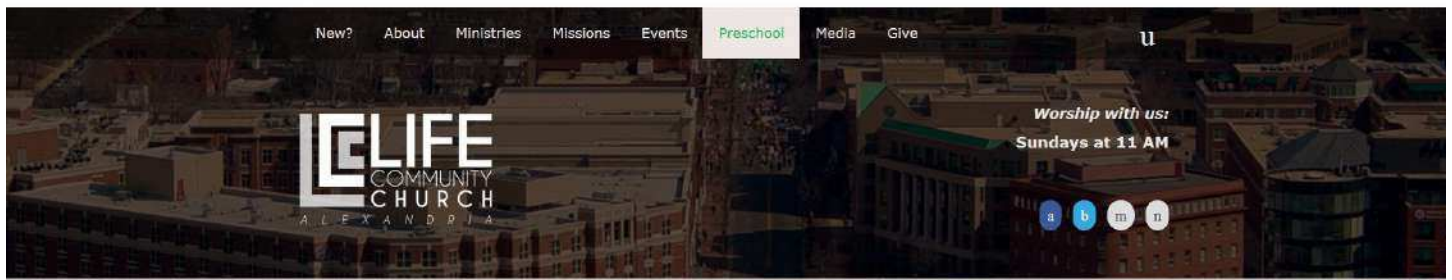 New? About Ministries Missions Events Preschool Media Give u
Worship with us:
Sundays at 11 AM
LCC LIFE
COMMUNITY
CHURCH
ALEXANDRIA
a b m n